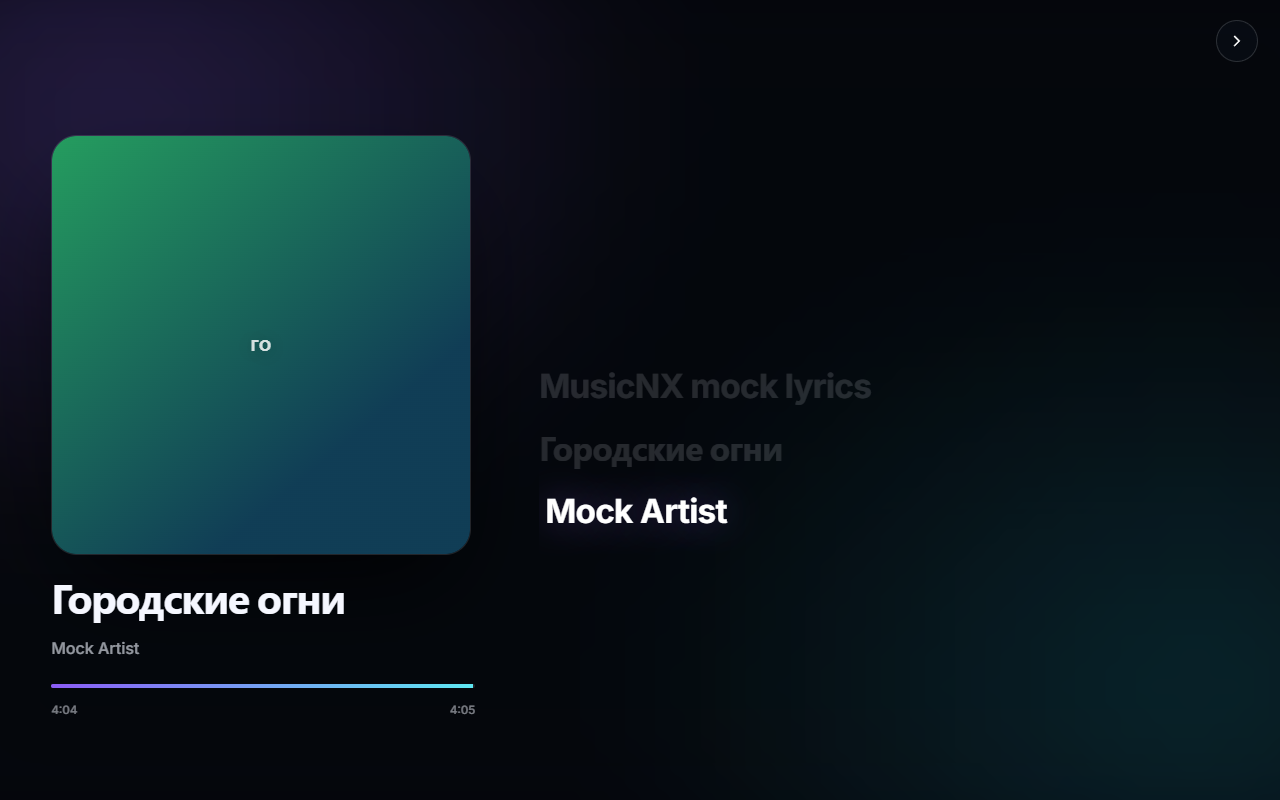 го
Городские огни
Mock Artist
4:04
4:05
MusicNX mock lyrics
Городские огни
Mock Artist